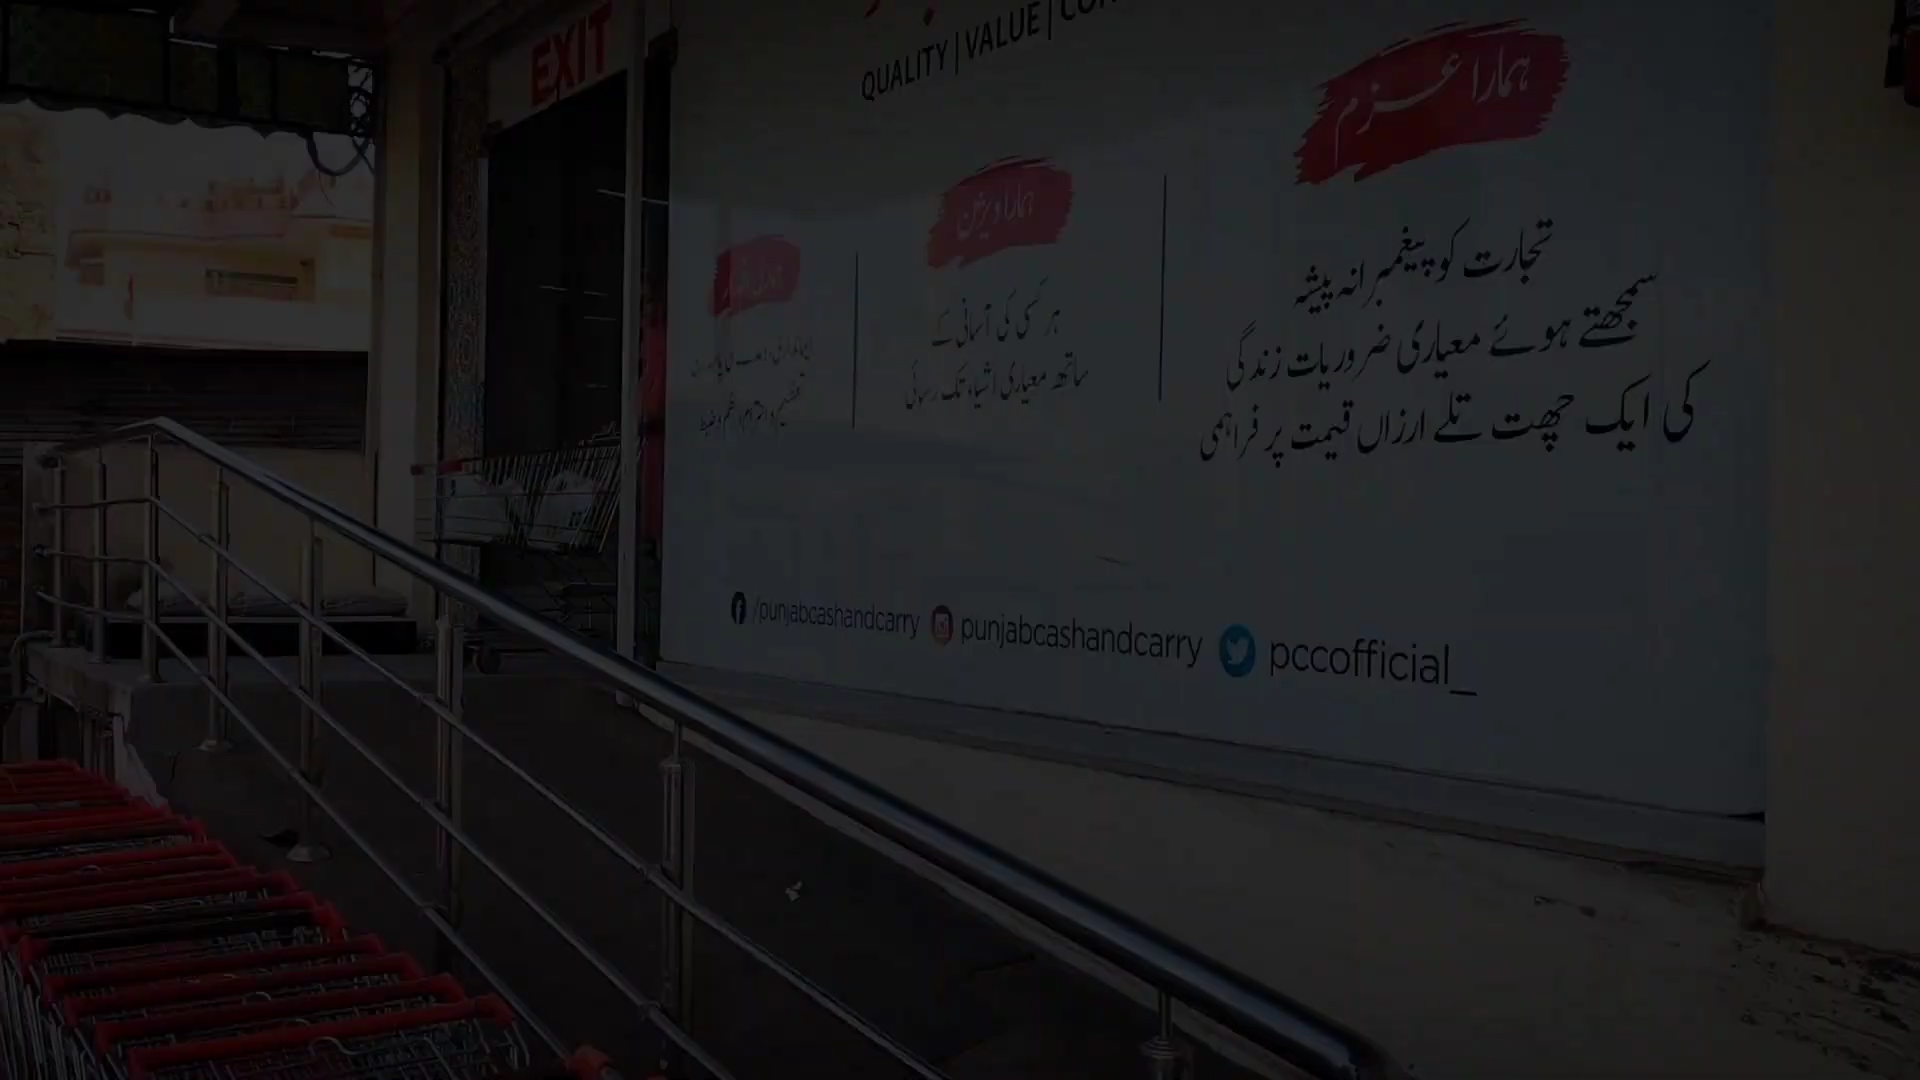 EXIT
QUALITY | VALUE |
ہمارا عزم
تجارت کو پیغمبرانہ پیشہ
سمجھتے ہوئے معیاری ضروریات زندگی
کی ایک چھت تلے ارزاں قیمت پر فراہمی
ہمارا ویژن
ہر کسی کی آسانی کے
ساتھ معیاری اشیاء تک رسائی
/punjabcashandcarry punjabcashandcarry pccofficial_